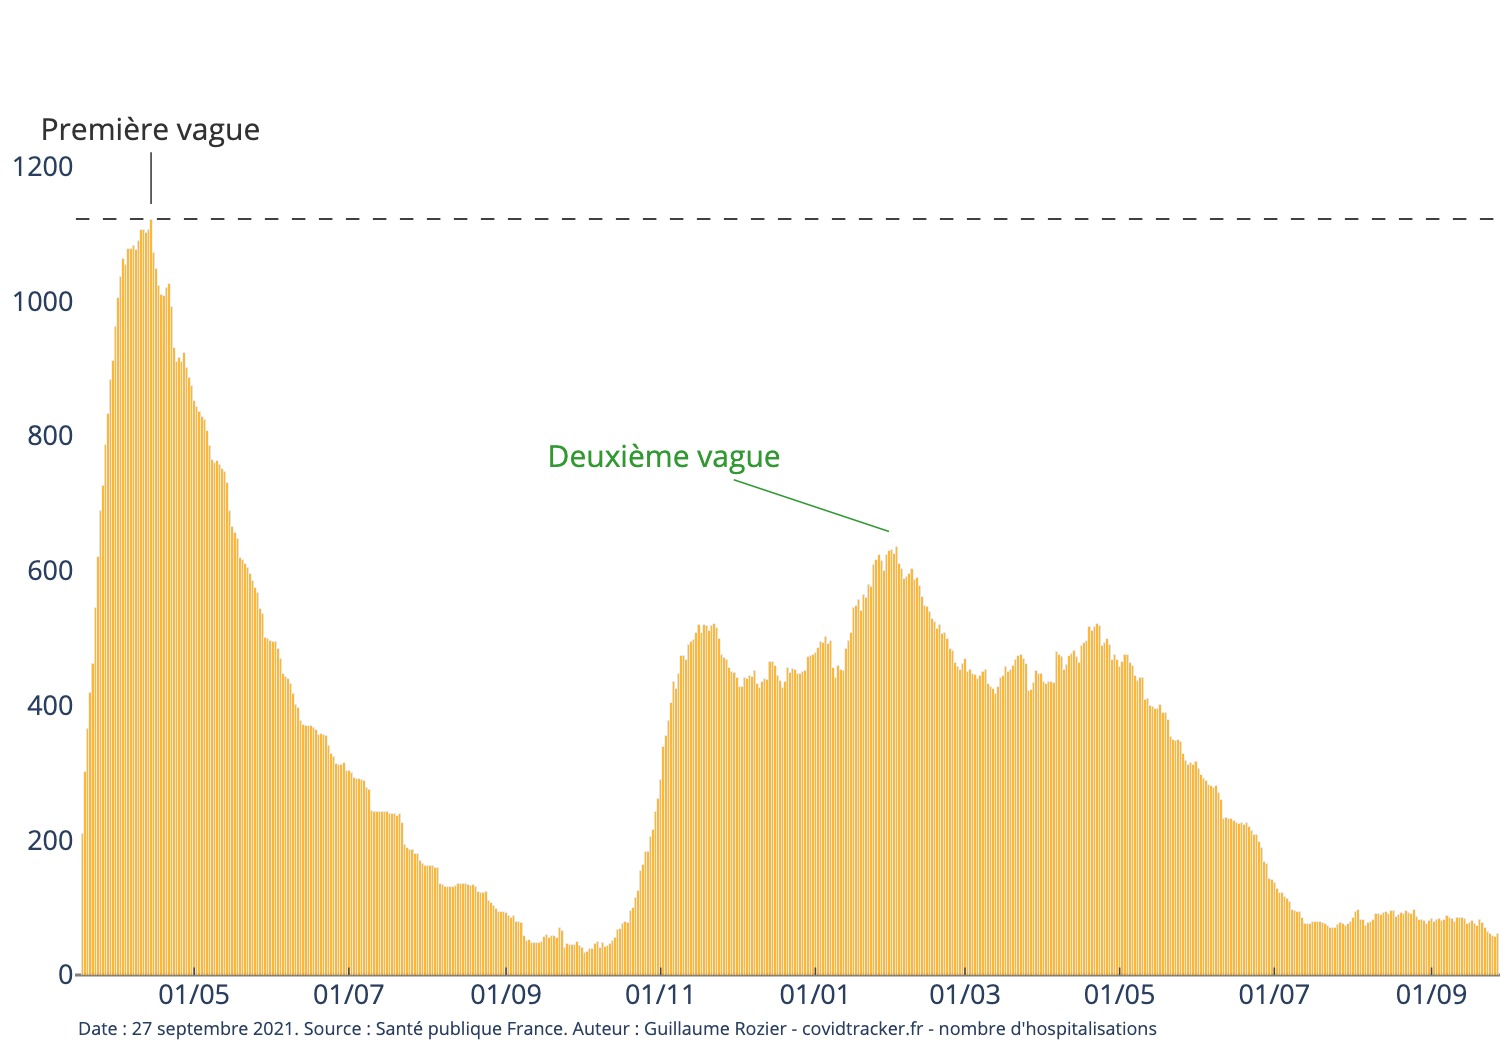 Première vague
1200
1000
800
Deuxième vague
600
400
200
0
01/05 01/07 01/09 01/11 01/01 01/03 01/05 01/07 01/09
Date : 27 septembre 2021. Source : Santé publique France. Auteur : Guillaume Rozier - covidtracker.fr - nombre d'hospitalisations